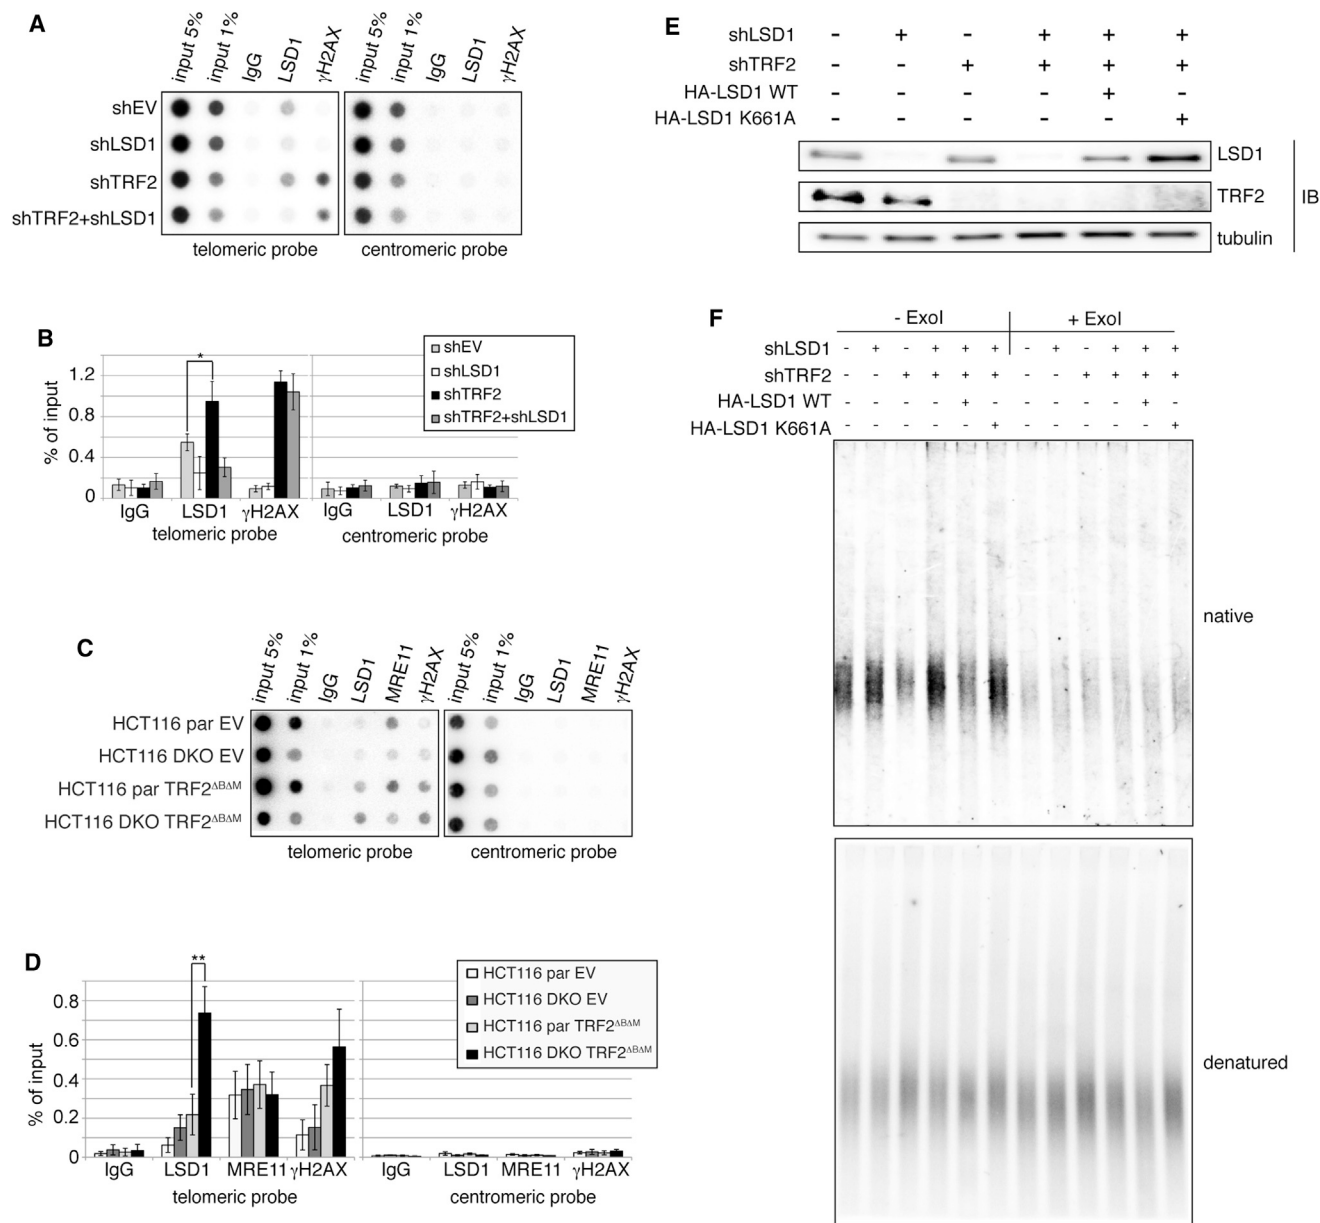 A
input 5% input 1% IgG LSD1 γH2AX input 5% input 1% IgG LSD1 γH2AX
shEV
shLSD1
shTRF2
shTRF2+shLSD1
telomeric probe centromeric probe
B
shEV
shLSD1
shTRF2
shTRF2+shLSD1
*
% of input
1.2
0.8
0.4
0
IgG LSD1 γH2AX IgG LSD1 γH2AX
telomeric probe centromeric probe
C
input 5% input 1% IgG LSD1 MRE11 γH2AX input 5% input 1% IgG LSD1 MRE11 γH2AX
HCT116 par EV
HCT116 DKO EV
HCT116 par TRF2ΔBΔM
HCT116 DKO TRF2ΔBΔM
telomeric probe centromeric probe
D
**
HCT116 par EV
HCT116 DKO EV
HCT116 par TRF2ΔBΔM
HCT116 DKO TRF2ΔBΔM
% of input
0.8
0.6
0.4
0.2
0
IgG LSD1 MRE11 γH2AX IgG LSD1 MRE11 γH2AX
telomeric probe centromeric probe
E
shLSD1 - + - + + +
shTRF2 - - + + + +
HA-LSD1 WT - - - - + -
HA-LSD1 K661A - - - - - +
LSD1
TRF2
tubulin
IB
F
- ExoI + ExoI
shLSD1 - + - + + + - + - + + +
shTRF2 - - + + + + - - + + + +
HA-LSD1 WT - - - - + - - - - - + -
HA-LSD1 K661A - - - - - + - - - - - +
native
denatured